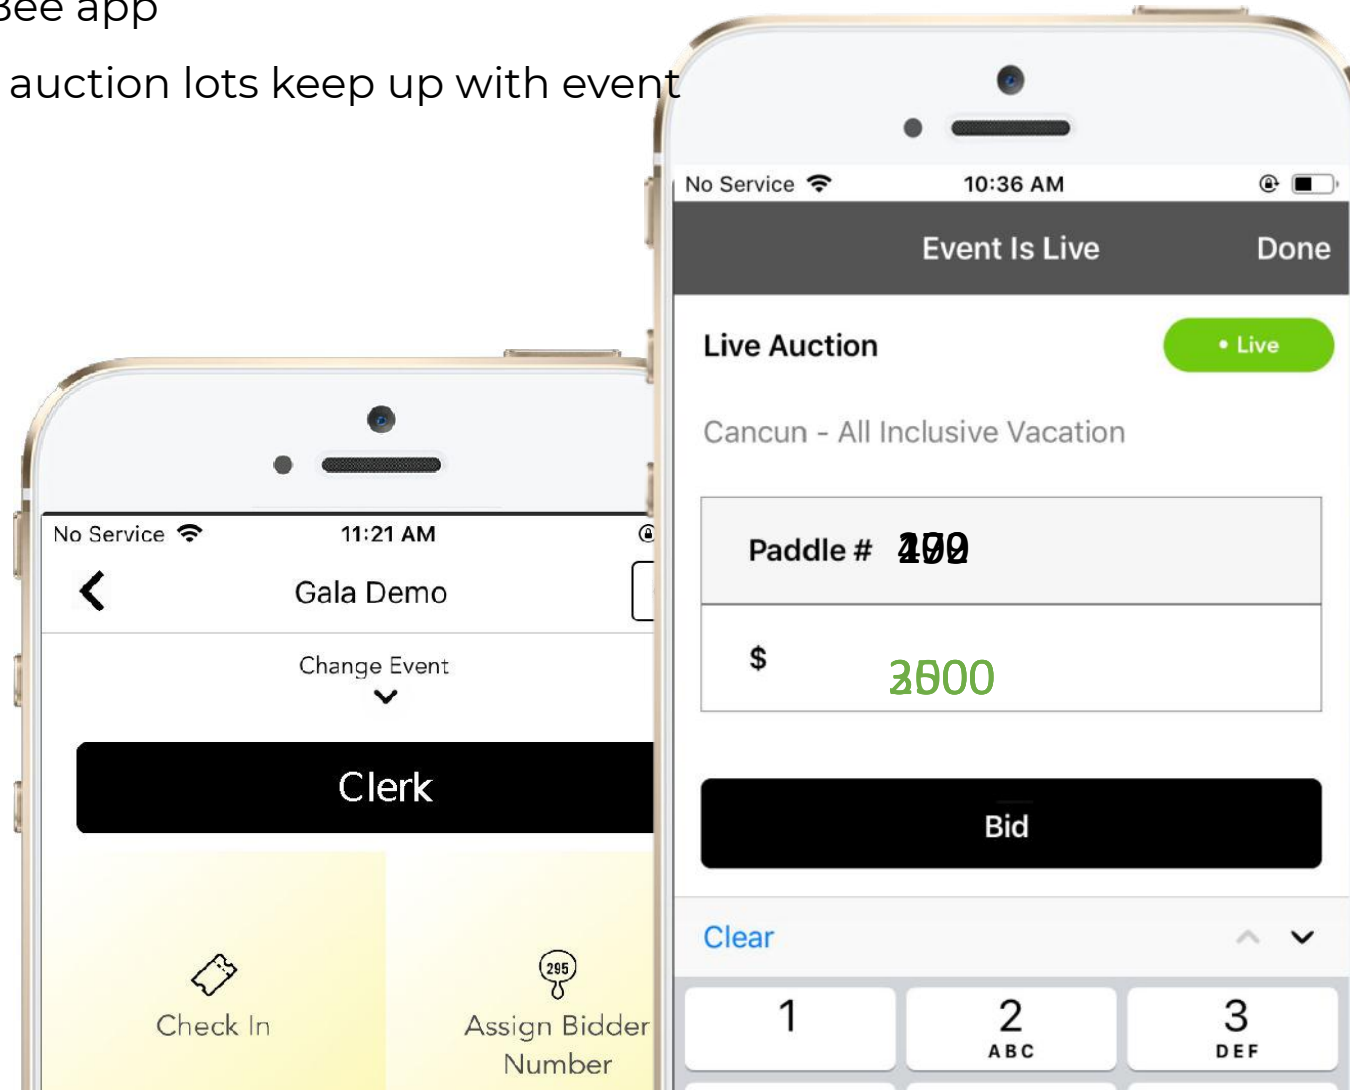 app
auction lots keep up with event
No Service 10:36 AM
Event Is Live Done
Live Auction • Live
Cancun - All Inclusive Vacation
Paddle #
$
Bid
Clear
1 2 3
ABC DEF
No Service 11:21 AM
Gala Demo
Change Event
Clerk
295
Check In Assign Bidder
Number